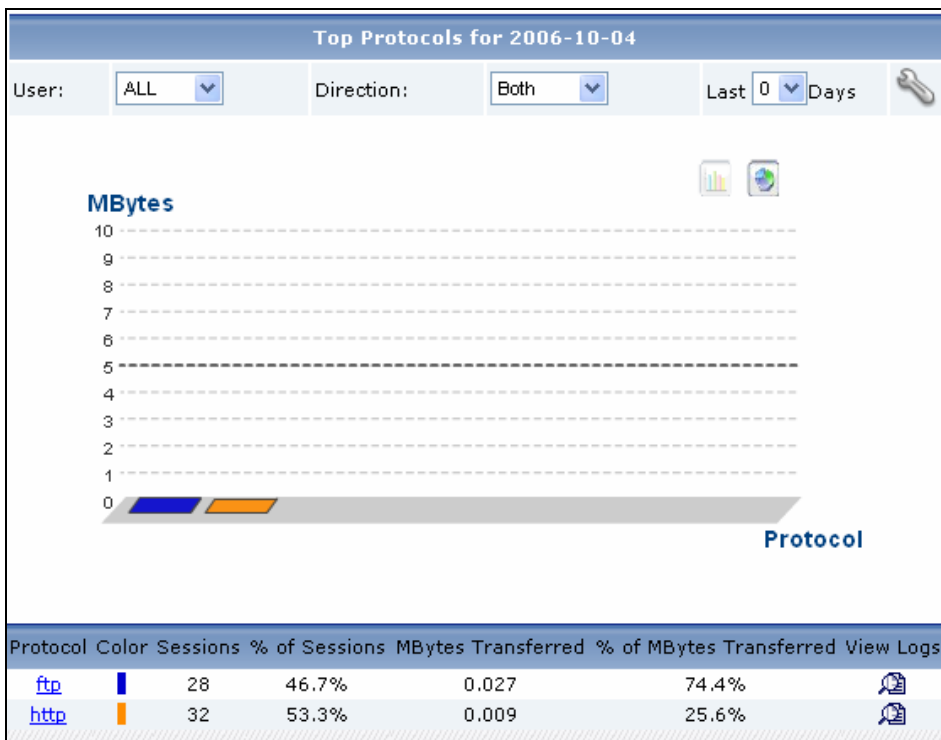 Top Protocols for 2006-10-04
User: ALL Direction: Both Last 0 Days
MBytes
10
9
8
7
6
5
4
3
2
1
0
Protocol
Protocol Color Sessions % of Sessions MBytes Transferred % of MBytes Transferred View Logs
ftp 28 46.7% 0.027 74.4%
http 32 53.3% 0.009 25.6%